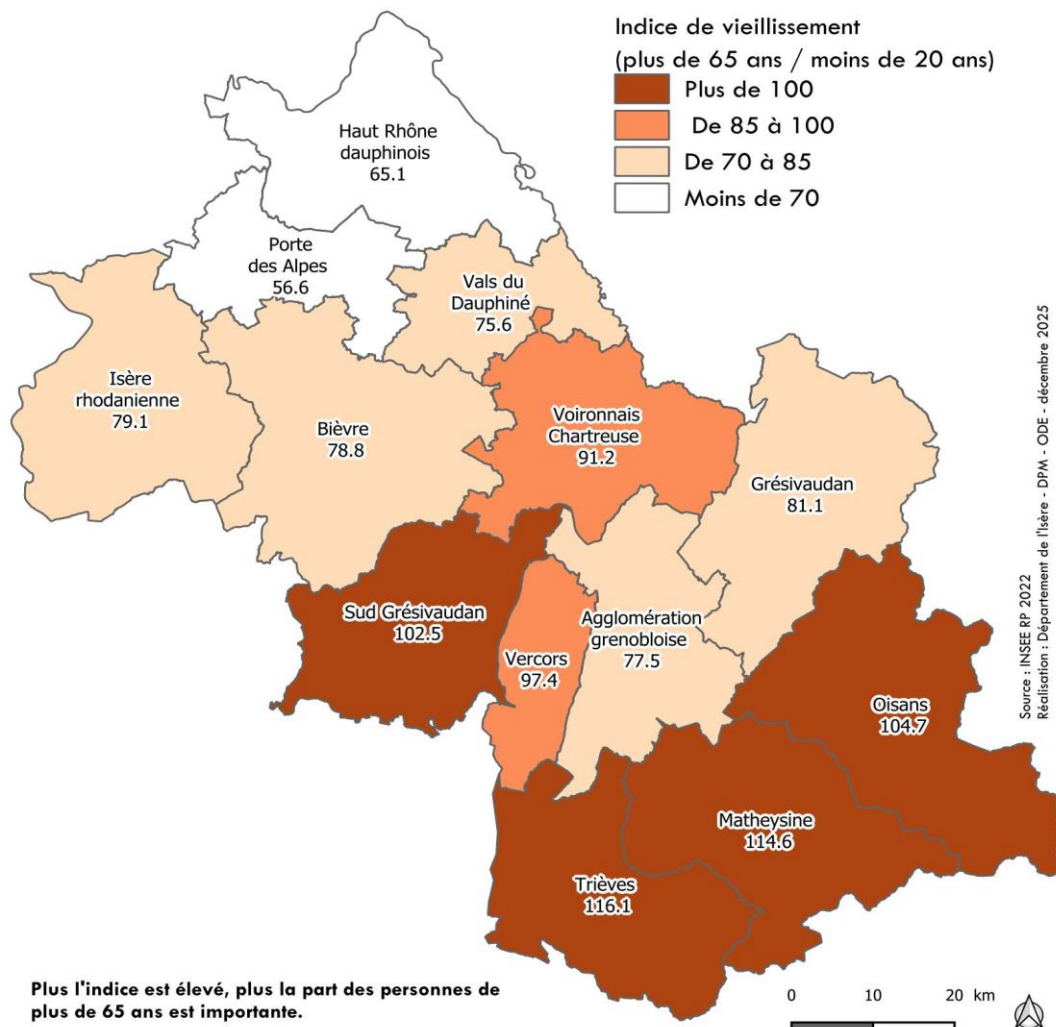 Indice de vieillissement
(plus de 65 ans / moins de 20 ans)
Plus de 100
De 85 à 100
De 70 à 85
Moins de 70
Haut Rhône
dauphinois
65.1
Porte
des Alpes
56.6
Vals du
Dauphiné
75.6
Isère
rhodanienne
79.1
Bièvre
78.8
Voironnais
Chartreuse
91.2
Grésivaudan
81.1
Sud Grésivaudan
102.5
Vercors
97.4
Agglomération
grenobloise
77.5
Oisans
104.7
Matheysine
114.6
Trièves
116.1
Source : INSEE RP 2022
Réalisation : Département de l'Isère - DPM - ODE - décembre 2025
Plus l'indice est élevé, plus la part des personnes de
plus de 65 ans est importante.
0 10 20 km